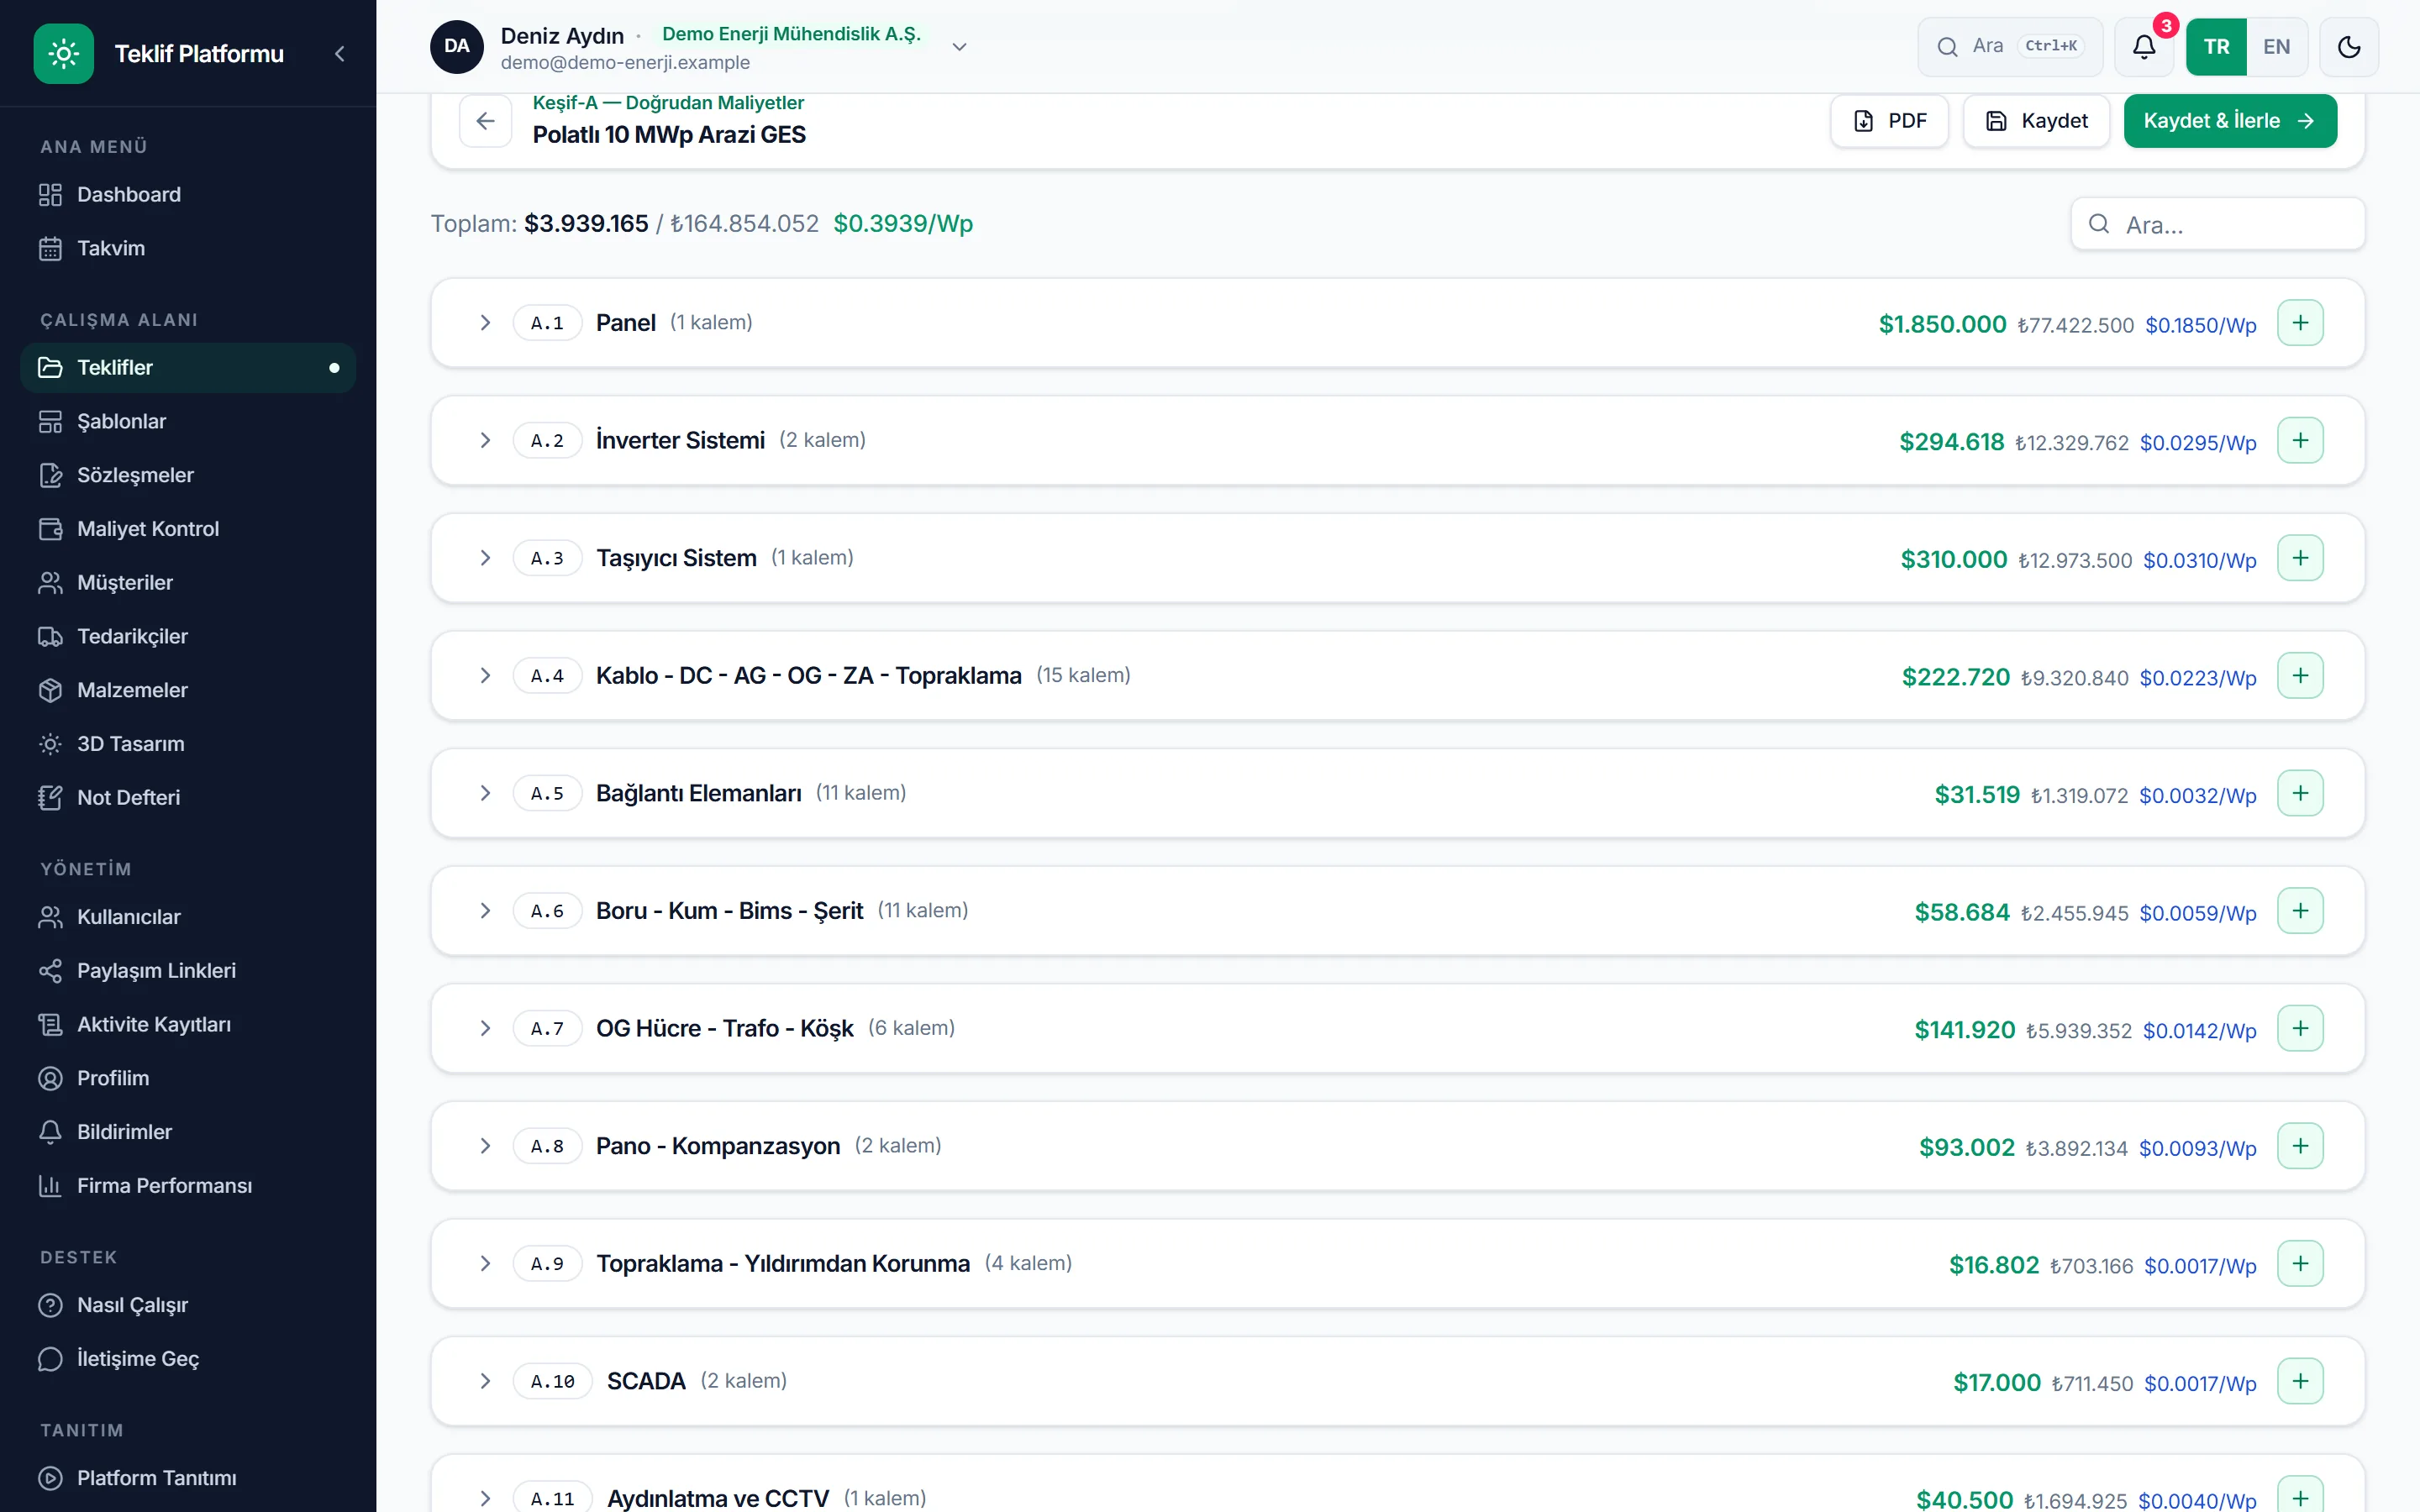 Teklif Platformu
ANA MENÜ
Dashboard
Takvim
ÇALIŞMA ALANI
Teklifler
Şablonlar
Sözleşmeler
Maliyet Kontrol
Müşteriler
Tedarikçiler
Malzemeler
3D Tasarım
Not Defteri
YÖNETİM
Kullanıcılar
Paylaşım Linkleri
Aktivite Kayıtları
Profilim
Bildirimler
Firma Performansı
DESTEK
Nasıl Çalışır
İletişime Geç
TANITIM
Platform Tanıtımı
DA Deniz Aydın · Demo Enerji Mühendislik A.Ş.
demo@demo-enerji.example
Ara Ctrl+K 3 TR EN
Keşif-A — Doğrudan Maliyetler
Polatlı 10 MWp Arazi GES
PDF Kaydet Kaydet & İlerle
Toplam: $3.939.165 / ₺164.854.052 $0.3939/Wp
Ara...
A.1 Panel (1 kalem) $1.850.000 ₺77.422.500 $0.1850/Wp
A.2 İnverter Sistemi (2 kalem) $294.618 ₺12.329.762 $0.0295/Wp
A.3 Taşıyıcı Sistem (1 kalem) $310.000 ₺12.973.500 $0.0310/Wp
A.4 Kablo - DC - AG - OG - ZA - Topraklama (15 kalem) $222.720 ₺9.320.840 $0.0223/Wp
A.5 Bağlantı Elemanları (11 kalem) $31.519 ₺1.319.072 $0.0032/Wp
A.6 Boru - Kum - Bims - Şerit (11 kalem) $58.684 ₺2.455.945 $0.0059/Wp
A.7 OG Hücre - Trafo - Köşk (6 kalem) $141.920 ₺5.939.352 $0.0142/Wp
A.8 Pano - Kompanzasyon (2 kalem) $93.002 ₺3.892.134 $0.0093/Wp
A.9 Topraklama - Yıldırımdan Korunma (4 kalem) $16.802 ₺703.166 $0.0017/Wp
A.10 SCADA (2 kalem) $17.000 ₺711.450 $0.0017/Wp
A.11 Aydınlatma ve CCTV (1 kalem) $40.500 ₺1.694.925 $0.0040/Wp